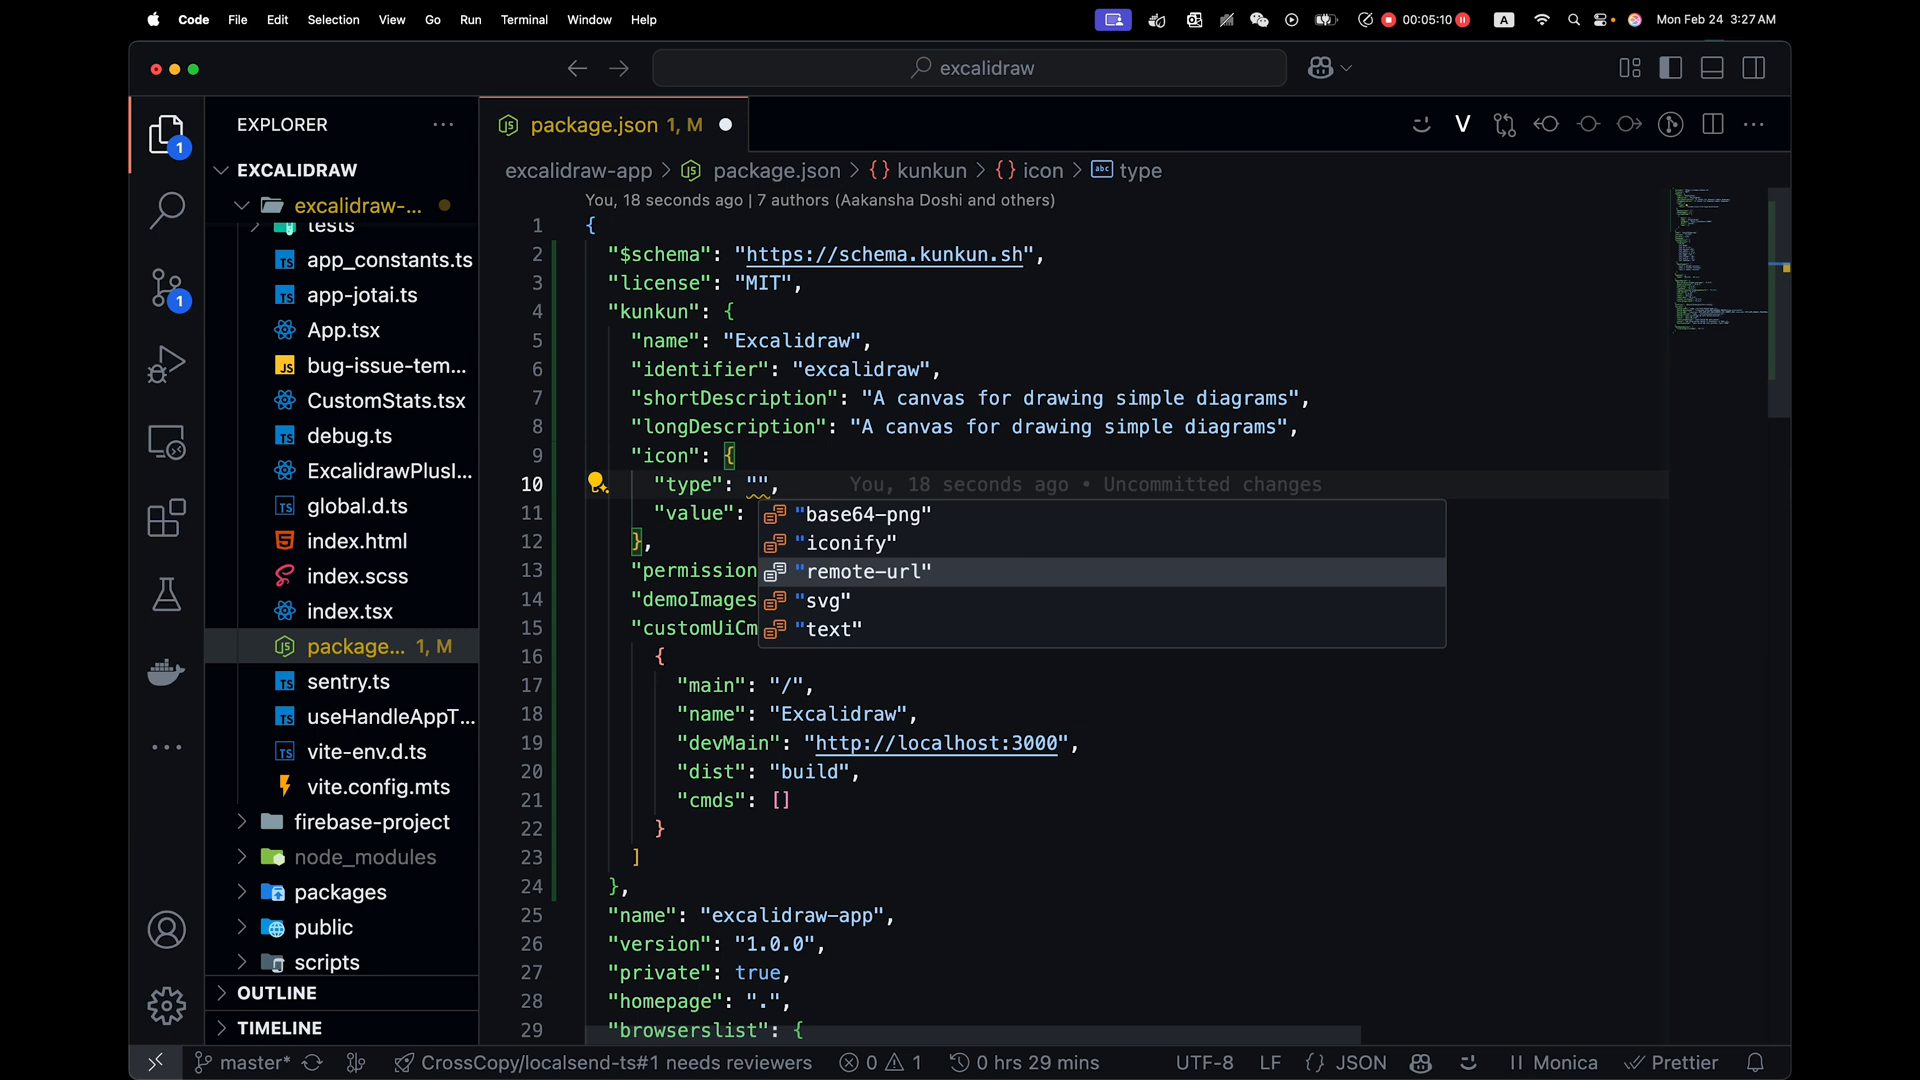 Code File Edit Selection View Go Run Terminal Window Help 00:05:10 A Mon Feb 24 3:27 AM
excalidraw
EXPLORER
EXCALIDRAW
excalidraw-...
tests
app_constants.ts
app-jotai.ts
App.tsx
bug-issue-tem...
CustomStats.tsx
debug.ts
ExcalidrawPlusI...
global.d.ts
index.html
index.scss
index.tsx
package... 1, M
sentry.ts
useHandleAppT...
vite-env.d.ts
vite.config.mts
firebase-project
node_modules
packages
public
scripts
OUTLINE
TIMELINE
1
1
package.json 1, M
V
excalidraw-app > package.json > {} kunkun > {} icon > abc type
You, 18 seconds ago | 7 authors (Aakansha Doshi and others)
1 {
2 "$schema": "https://schema.kunkun.sh",
3 "license": "MIT",
4 "kunkun": {
5 "name": "Excalidraw",
6 "identifier": "excalidraw",
7 "shortDescription": "A canvas for drawing simple diagrams",
8 "longDescription": "A canvas for drawing simple diagrams",
9 "icon": {
10 "type": "", You, 18 seconds ago • Uncommitted changes
11 "value":
12 },
13 "permission
14 "demoImages
15 "customUiCm
"base64-png"
"iconify"
"remote-url"
"svg"
"text"
16 {
17 "main": "/",
18 "name": "Excalidraw",
19 "devMain": "http://localhost:3000",
20 "dist": "build",
21 "cmds": []
22 }
23 ]
24 },
25 "name": "excalidraw-app",
26 "version": "1.0.0",
27 "private": true,
28 "homepage": ".",
29 "browserslist": {
master* CrossCopy/localsend-ts#1 needs reviewers 0 1 0 hrs 29 mins UTF-8 LF {} JSON Monica Prettier